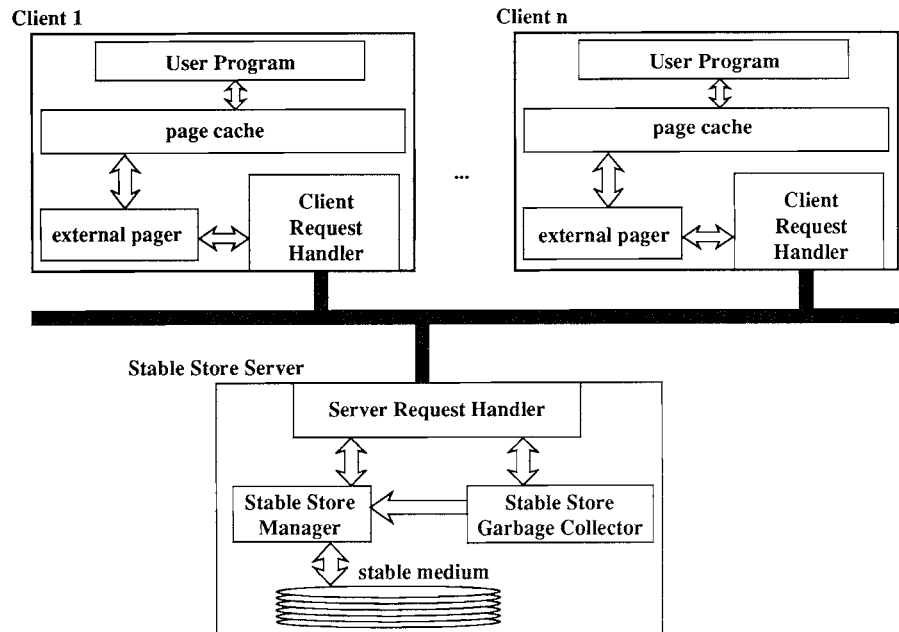 Client 1
User Program
page cache
external pager
Client
Request
Handler
...
Client n
User Program
page cache
external pager
Client
Request
Handler
Stable Store Server
Server Request Handler
Stable Store
Manager
Stable Store
Garbage Collector
stable medium